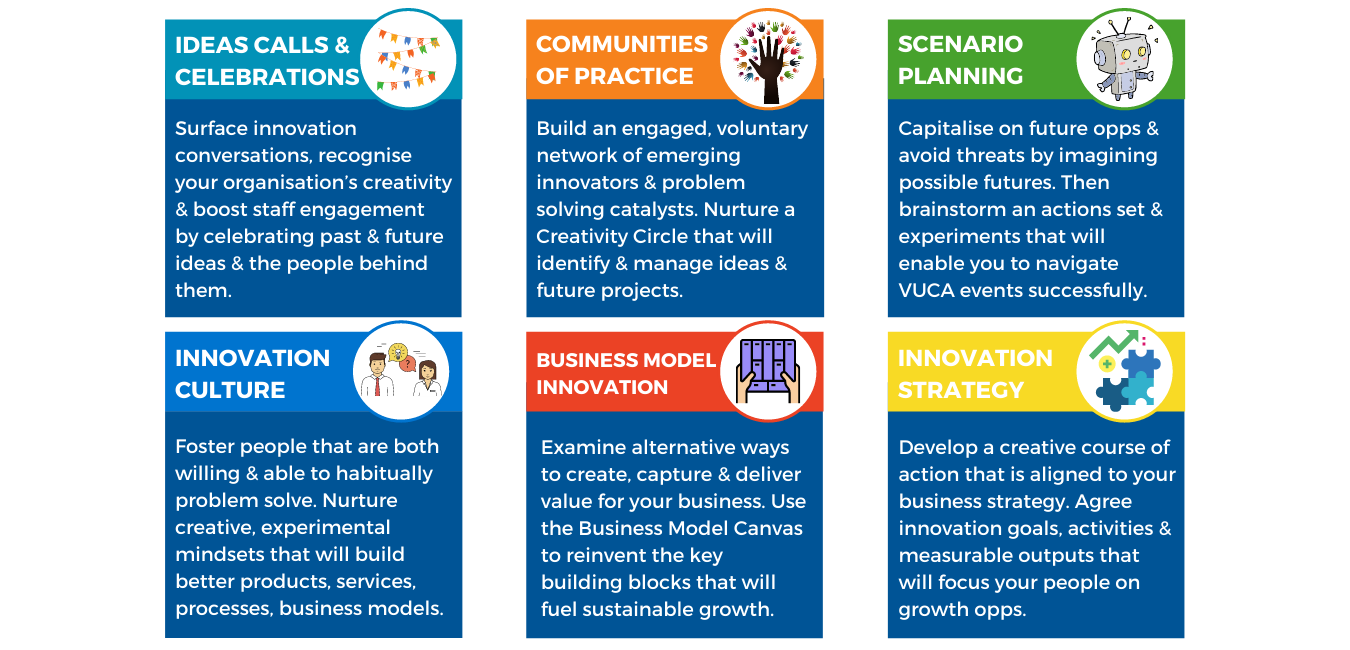 IDEAS CALLS &
CELEBRATIONS
Surface innovation
conversations, recognise
your organisation's creativity
& boost staff engagement
by celebrating past & future
ideas & the people behind
them.
COMMUNITIES
OF PRACTICE
Build an engaged, voluntary
network of emerging
innovators & problem
solving catalysts. Nurture a
Creativity Circle that will
identify & manage ideas &
future projects.
SCENARIO
PLANNING
Capitalise on future opps &
avoid threats by imagining
possible futures. Then
brainstorm an actions set &
experiments that will
enable you to navigate
VUCA events successfully.
INNOVATION
CULTURE
Foster people that are both
willing & able to habitually
problem solve. Nurture
creative, experimental
mindsets that will build
better products, services,
processes, business models.
BUSINESS MODEL
INNOVATION
Examine alternative ways
to create, capture & deliver
value for your business. Use
the Business Model Canvas
to reinvent the key
building blocks that will
fuel sustainable growth.
INNOVATION
STRATEGY
Develop a creative course of
action that is aligned to your
business strategy. Agree
innovation goals, activities &
measurable outputs that
will focus your people on
growth opps.